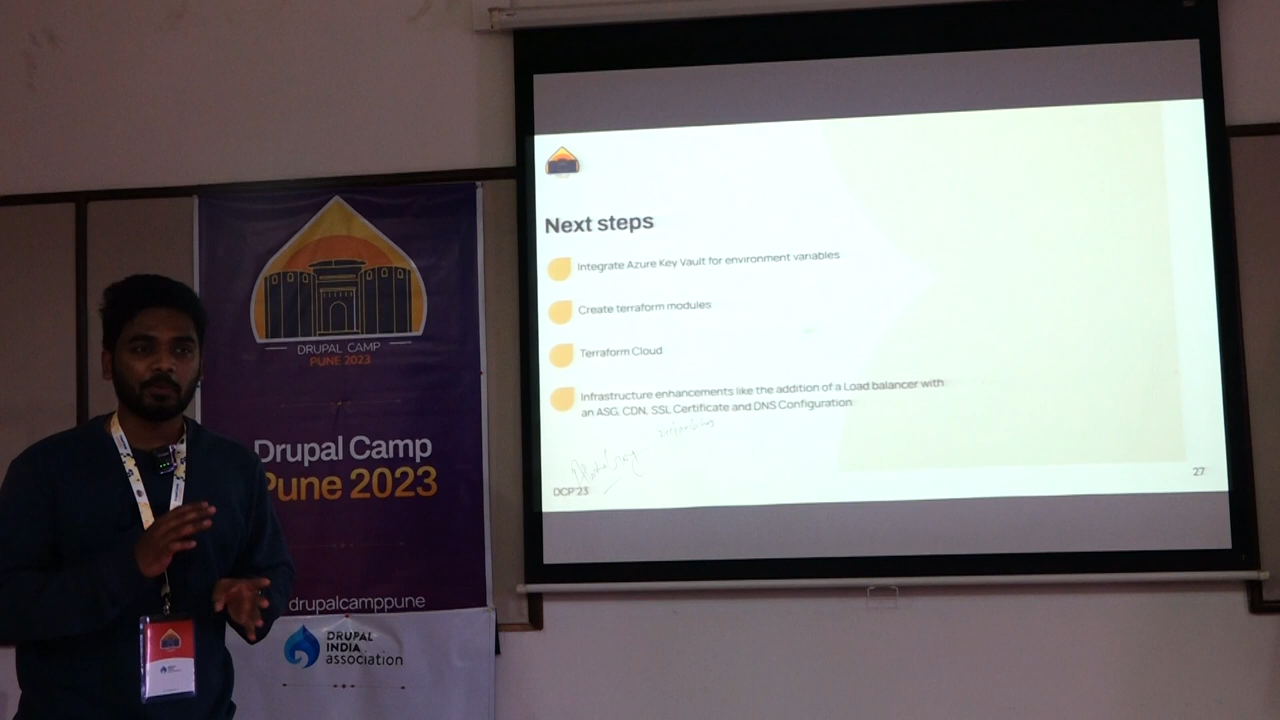 DRUPAL CAMP
PUNE 2023
Drupal Camp
Pune 2023
drupalcamppune
DRUPAL
INDIA
association
Next steps
Integrate Azure Key Vault for environment variables
Create terraform modules
Terraform Cloud
Infrastructure enhancements like the addition of a Load balancer with
an ASG, CDN, SSL Certificate and DNS Configuration.
DCP'23
27